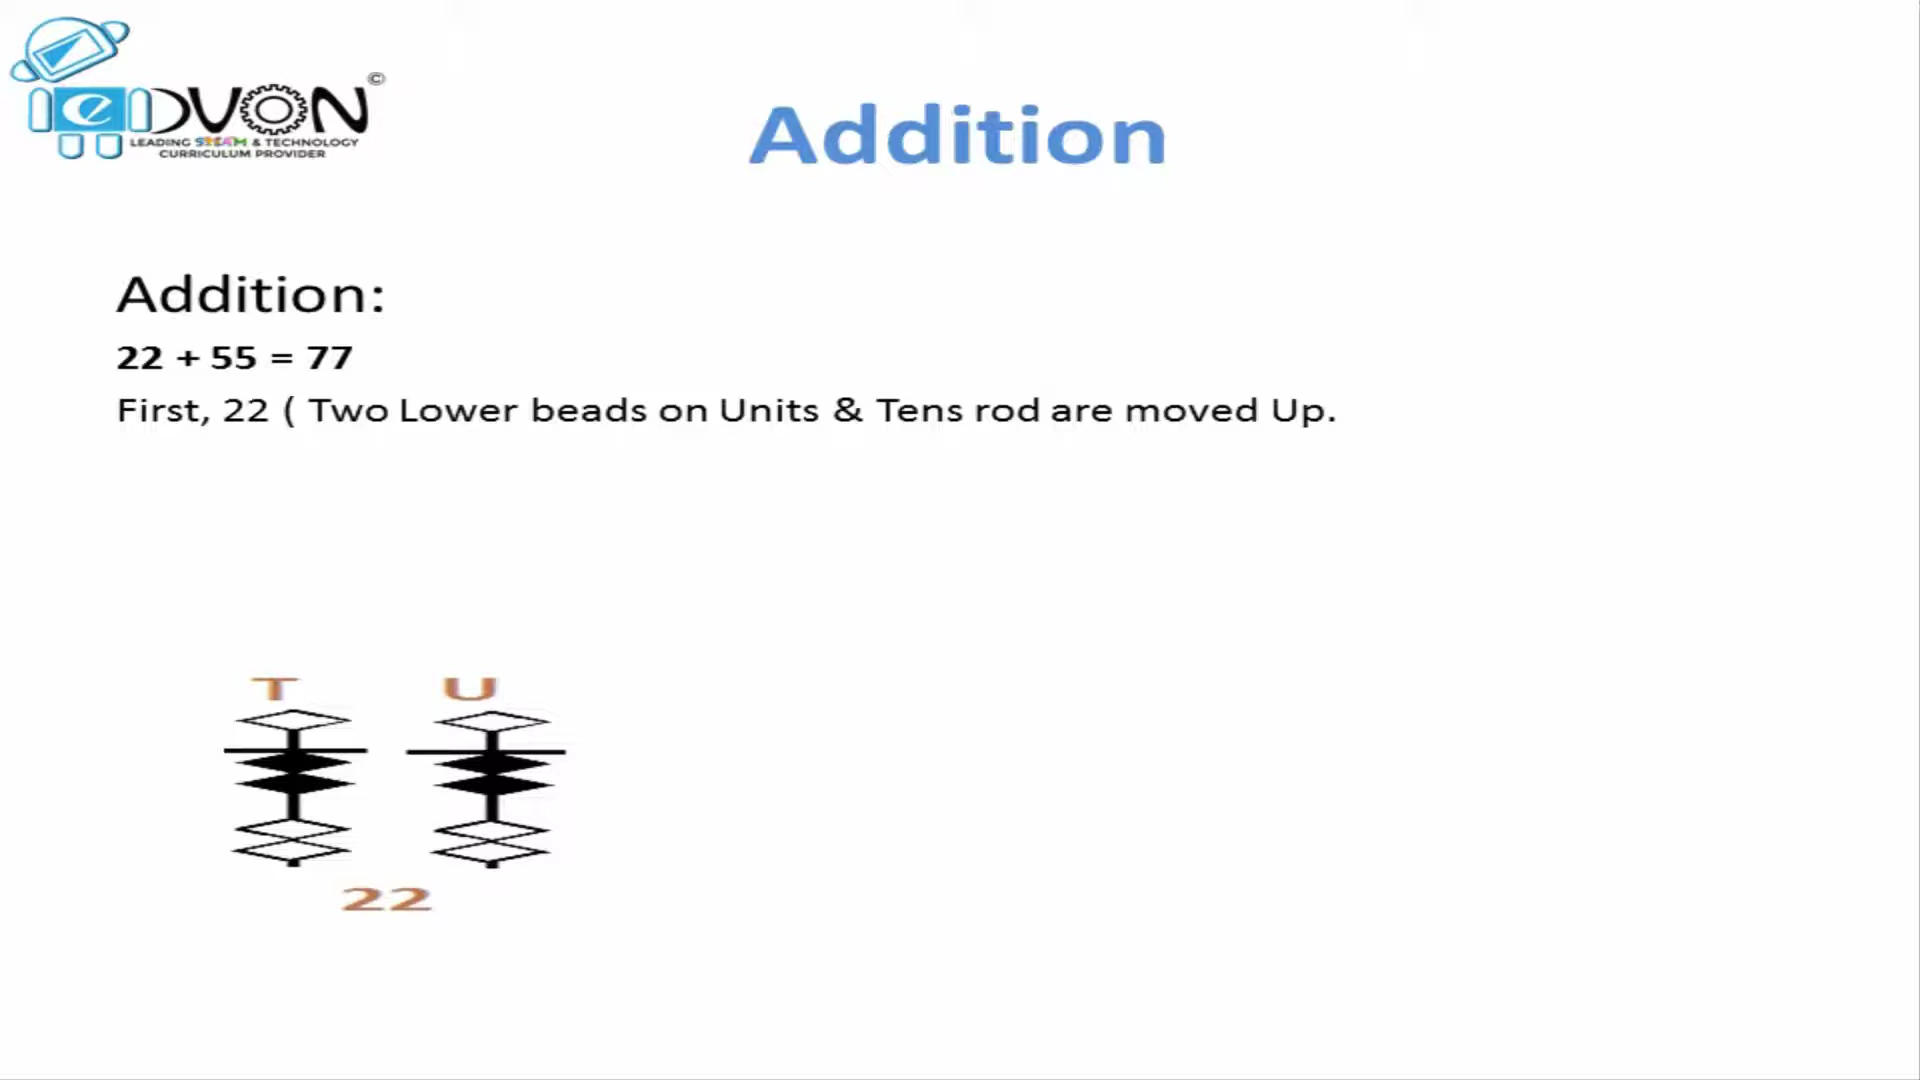 ©
eDVON
LEADING STEAM & TECHNOLOGY
CURRICULUM PROVIDER
Addition
Addition:
22 + 55 = 77
First, 22 ( Two Lower beads on Units & Tens rod are moved Up.
T U
22